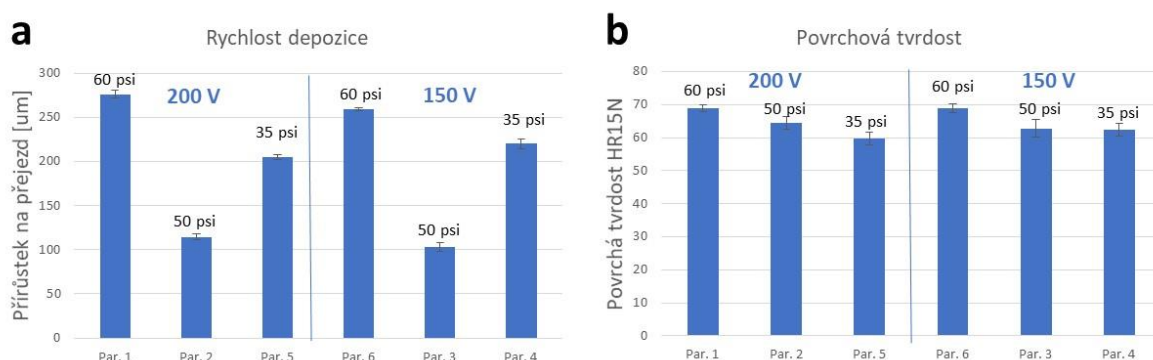 a
Rychlost depozice
Přírůstek na přejezd [um]
300
250
200
150
100
50
0
60 psi
200 V
50 psi
35 psi
60 psi
150 V
50 psi
35 psi
Par. 1 Par. 2 Par. 5 Par. 6 Par. 3 Par. 4
b
Povrchová tvrdost
Povrchá tvrdost HR15N
80
70
60
50
40
30
20
10
0
60 psi
200 V
50 psi
35 psi
60 psi
150 V
50 psi
35 psi
Par. 1 Par. 2 Par. 5 Par. 6 Par. 3 Par. 4